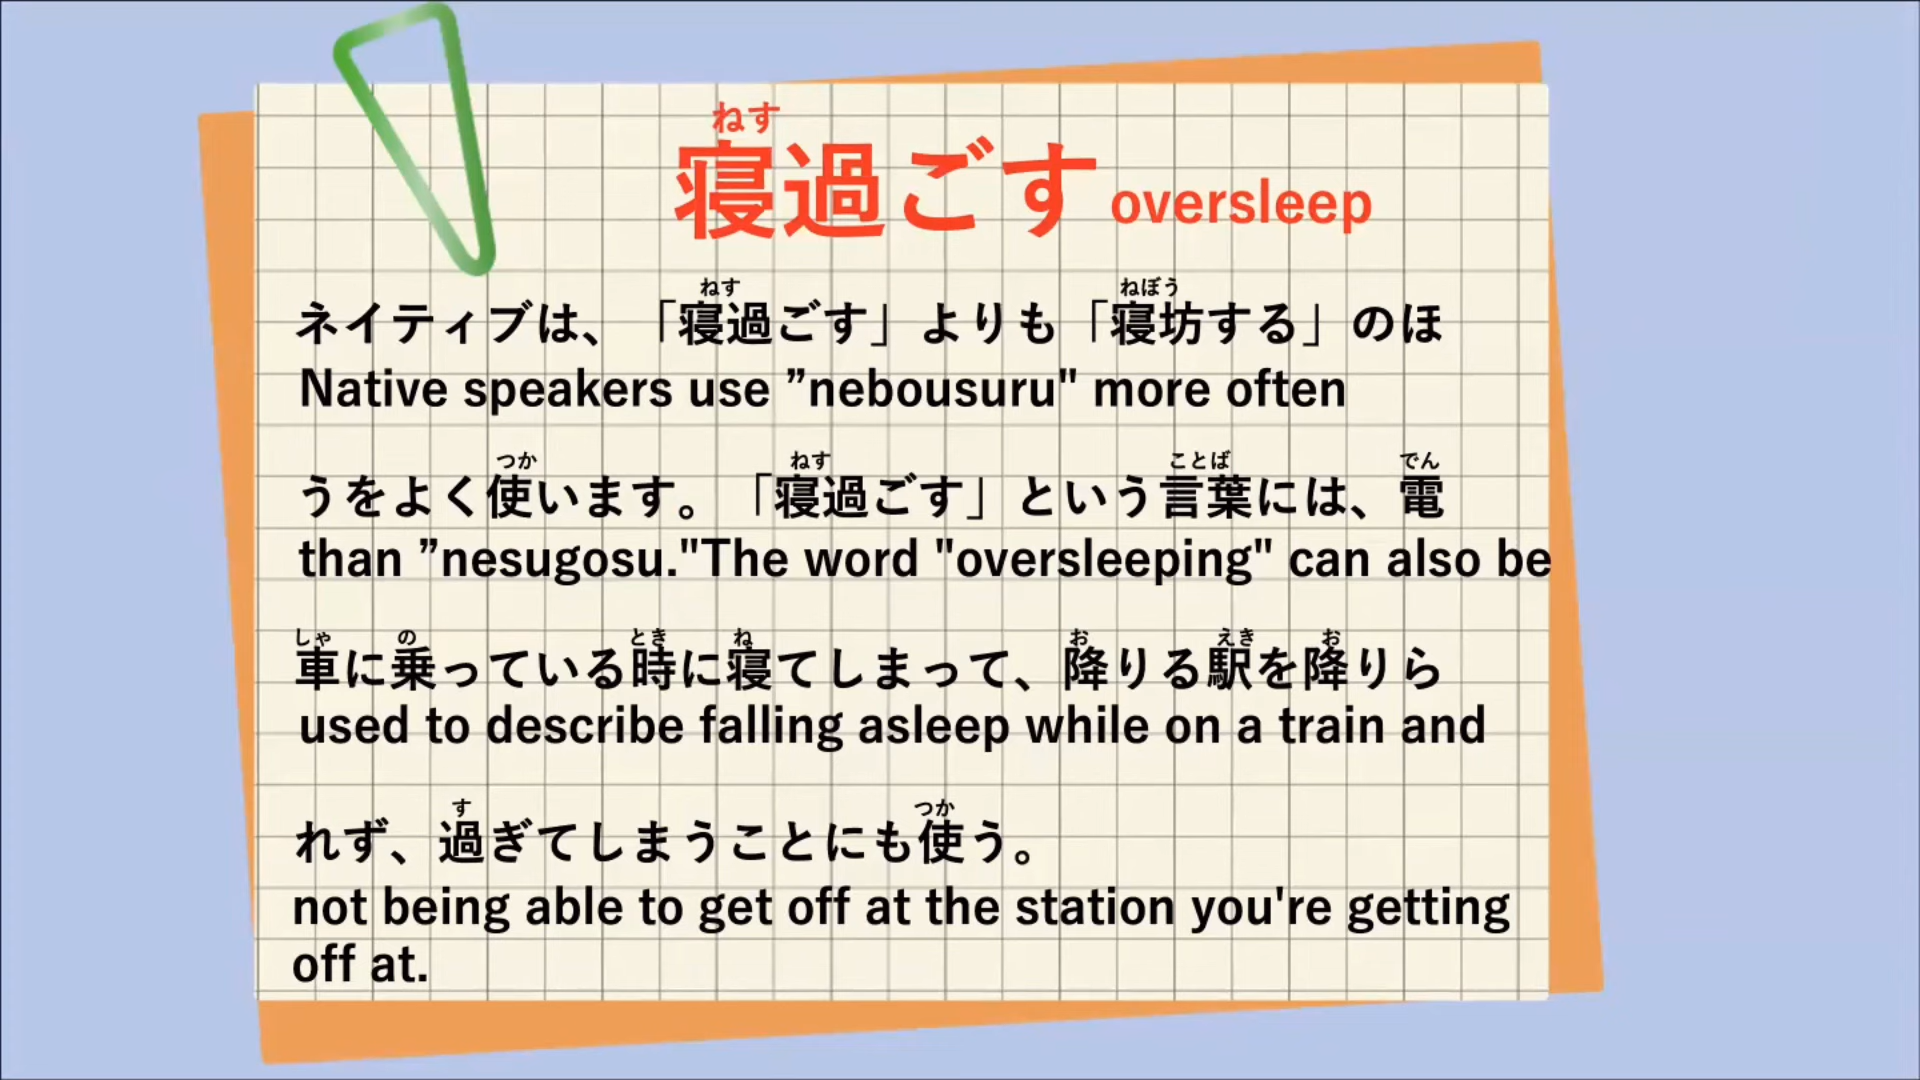 ねす
寝過ごす oversleep
ねす ねぼう
ネイティブは、「寝過ごす」よりも「寝坊する」のほ
Native speakers use ”nebousuru" more often
つか ねす ことば でん
うをよく使います。「寝過ごす」という言葉には、電
than ”nesugosu."The word "oversleeping" can also be
しゃ の とき ね お えき お
車に乗っている時に寝てしまって、降りる駅を降りら
used to describe falling asleep while on a train and
す つか
れず、過ぎてしまうことにも使う。
not being able to get off at the station you're getting
off at.